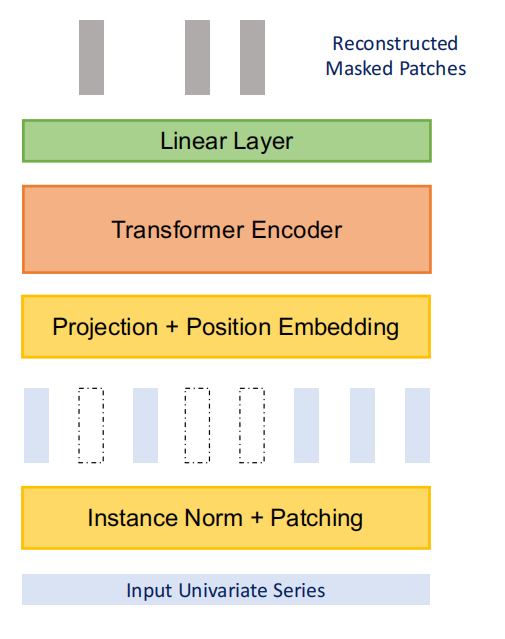 Reconstructed
Masked Patches
Linear Layer
Transformer Encoder
Projection + Position Embedding
Instance Norm + Patching
Input Univariate Series